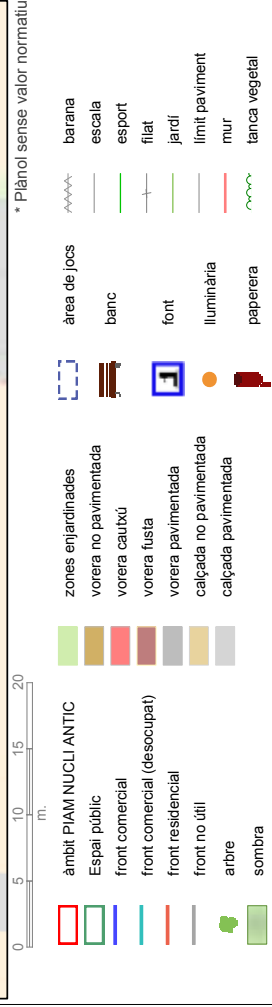 * Plànol sense valor normatiu
0 5 10 15 20
m.
àmbit PIAM NUCLI ANTIC
Espai públic
front comercial
front comercial (desocupat)
front residencial
front no útil
arbre
sombra
zones enjardinades
vorera no pavimentada
vorera cautxú
vorera fusta
vorera pavimentada
calçada no pavimentada
calçada pavimentada
àrea de jocs
banc
font
lluminària
paperera
barana
escala
esport
filat
jardí
límit paviment
mur
tanca vegetal